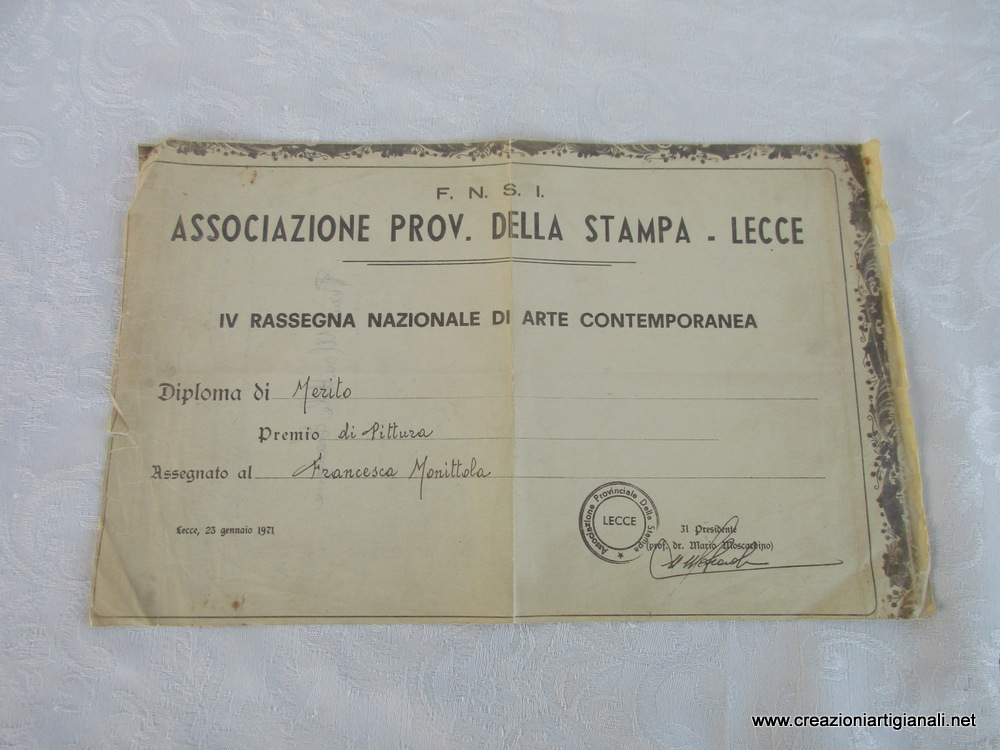 F. N. S. I.
ASSOCIAZIONE PROV. DELLA STAMPA - LECCE
IV RASSEGNA NAZIONALE DI ARTE CONTEMPORANEA
Diploma di Merito
Premio di Pittura
Assegnato al Francesca Monittola
Lecce, 23 gennaio 1971
Associazione Provinciale Della Stampa
LECCE
Il Presidente
(prof. dr. Mario Moscardino)
www.creazioniartigianali.net